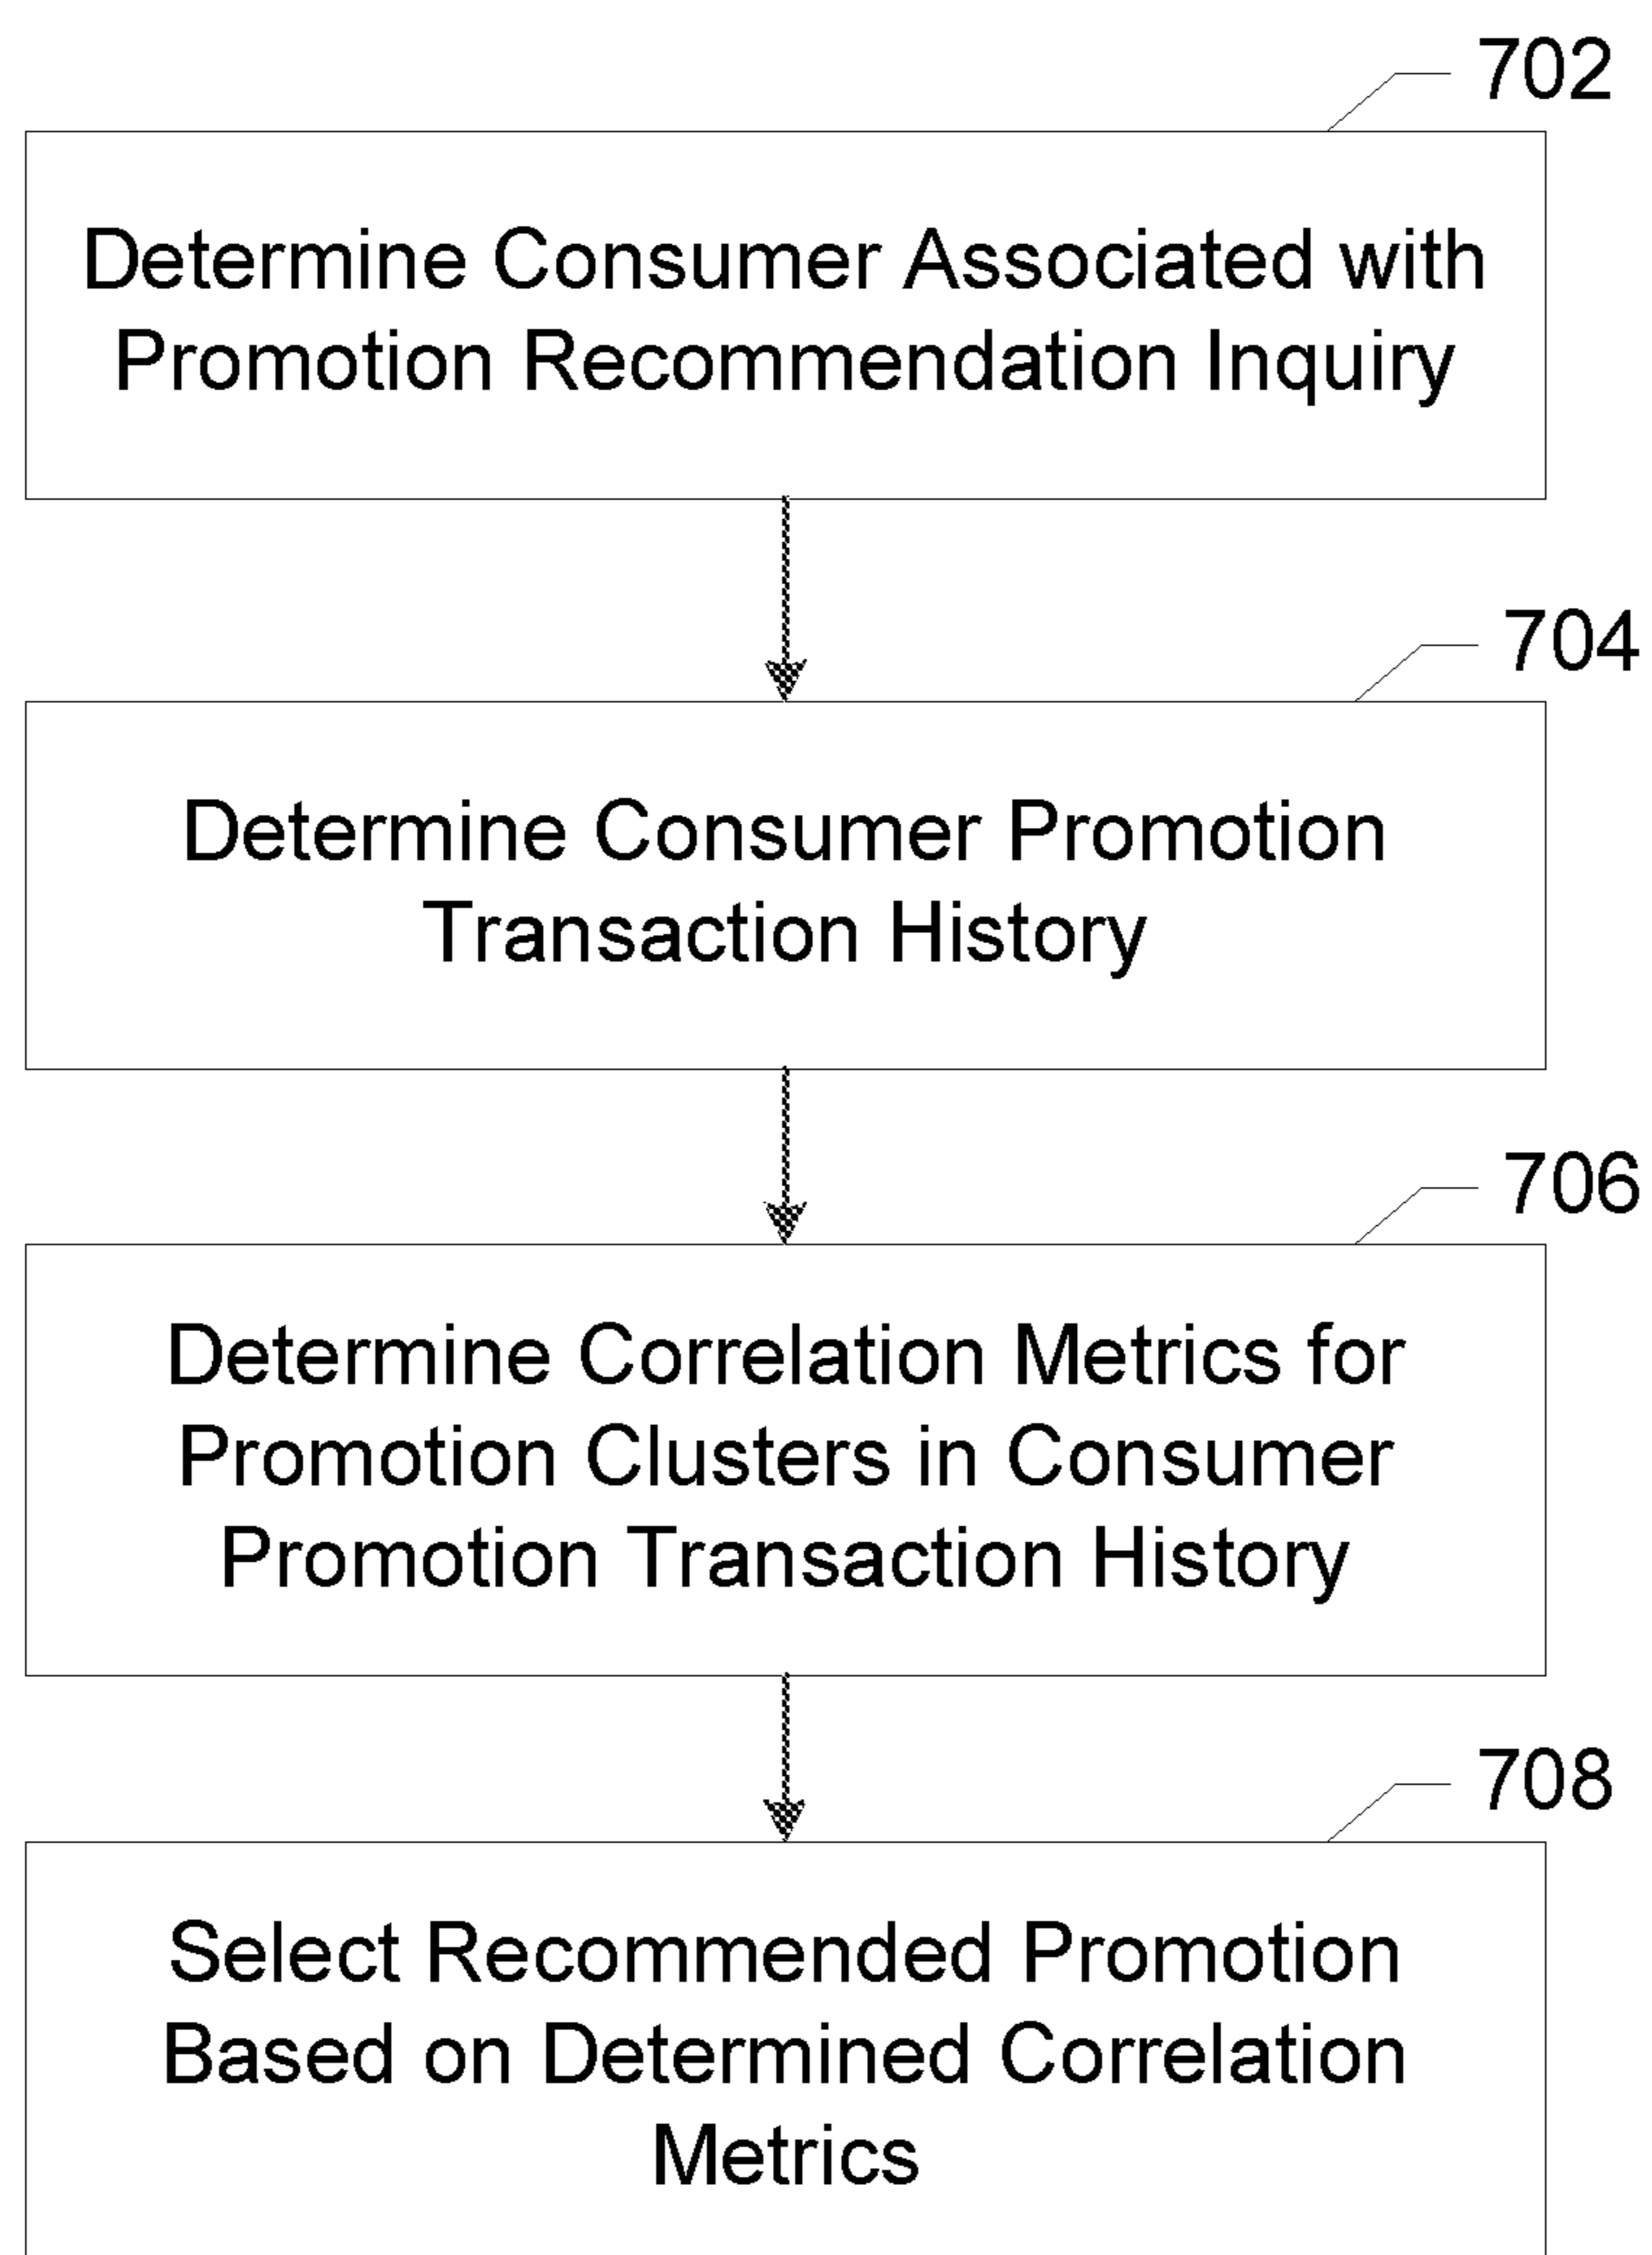 702
Determine Consumer Associated with
Promotion Recommendation Inquiry
704
Determine Consumer Promotion
Transaction History
706
Determine Correlation Metrics for
Promotion Clusters in Consumer
Promotion Transaction History
708
Select Recommended Promotion
Based on Determined Correlation
Metrics